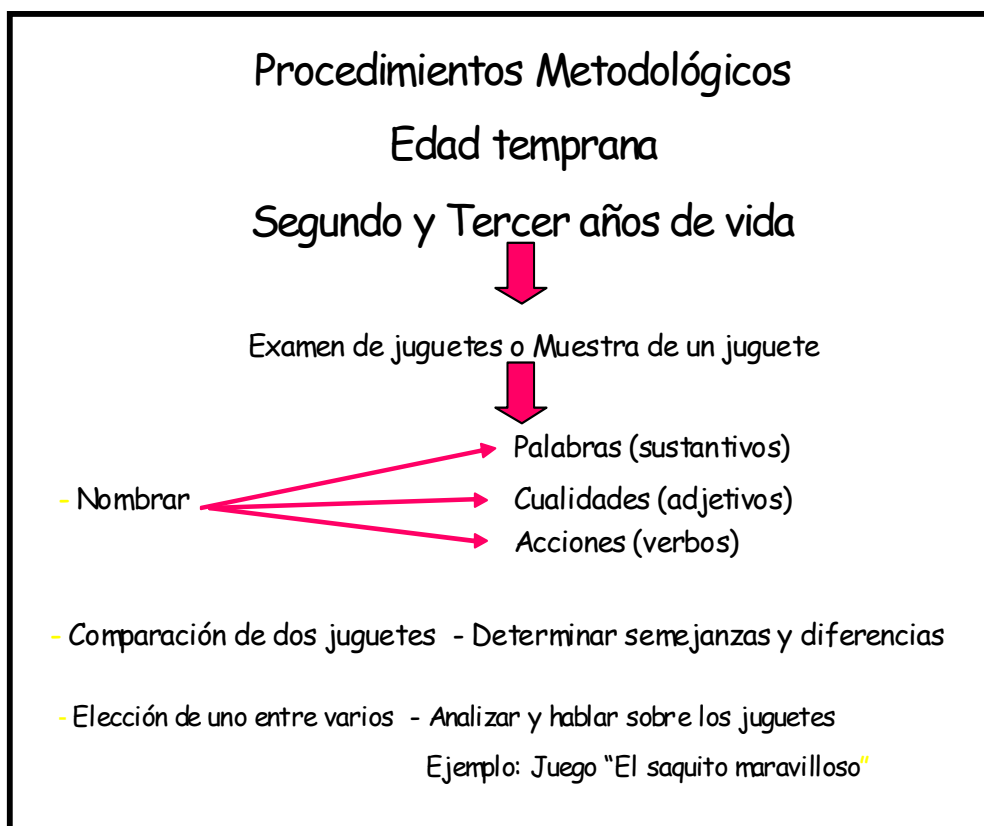 Procedimientos Metodológicos
Edad temprana
Segundo y Tercer años de vida
Examen de juguetes o Muestra de un juguete
Palabras (sustantivos)
- Nombrar
Cualidades (adjetivos)
Acciones (verbos)
- Comparación de dos juguetes - Determinar semejanzas y diferencias
- Elección de uno entre varios - Analizar y hablar sobre los juguetes
Ejemplo: Juego “El saquito maravilloso”